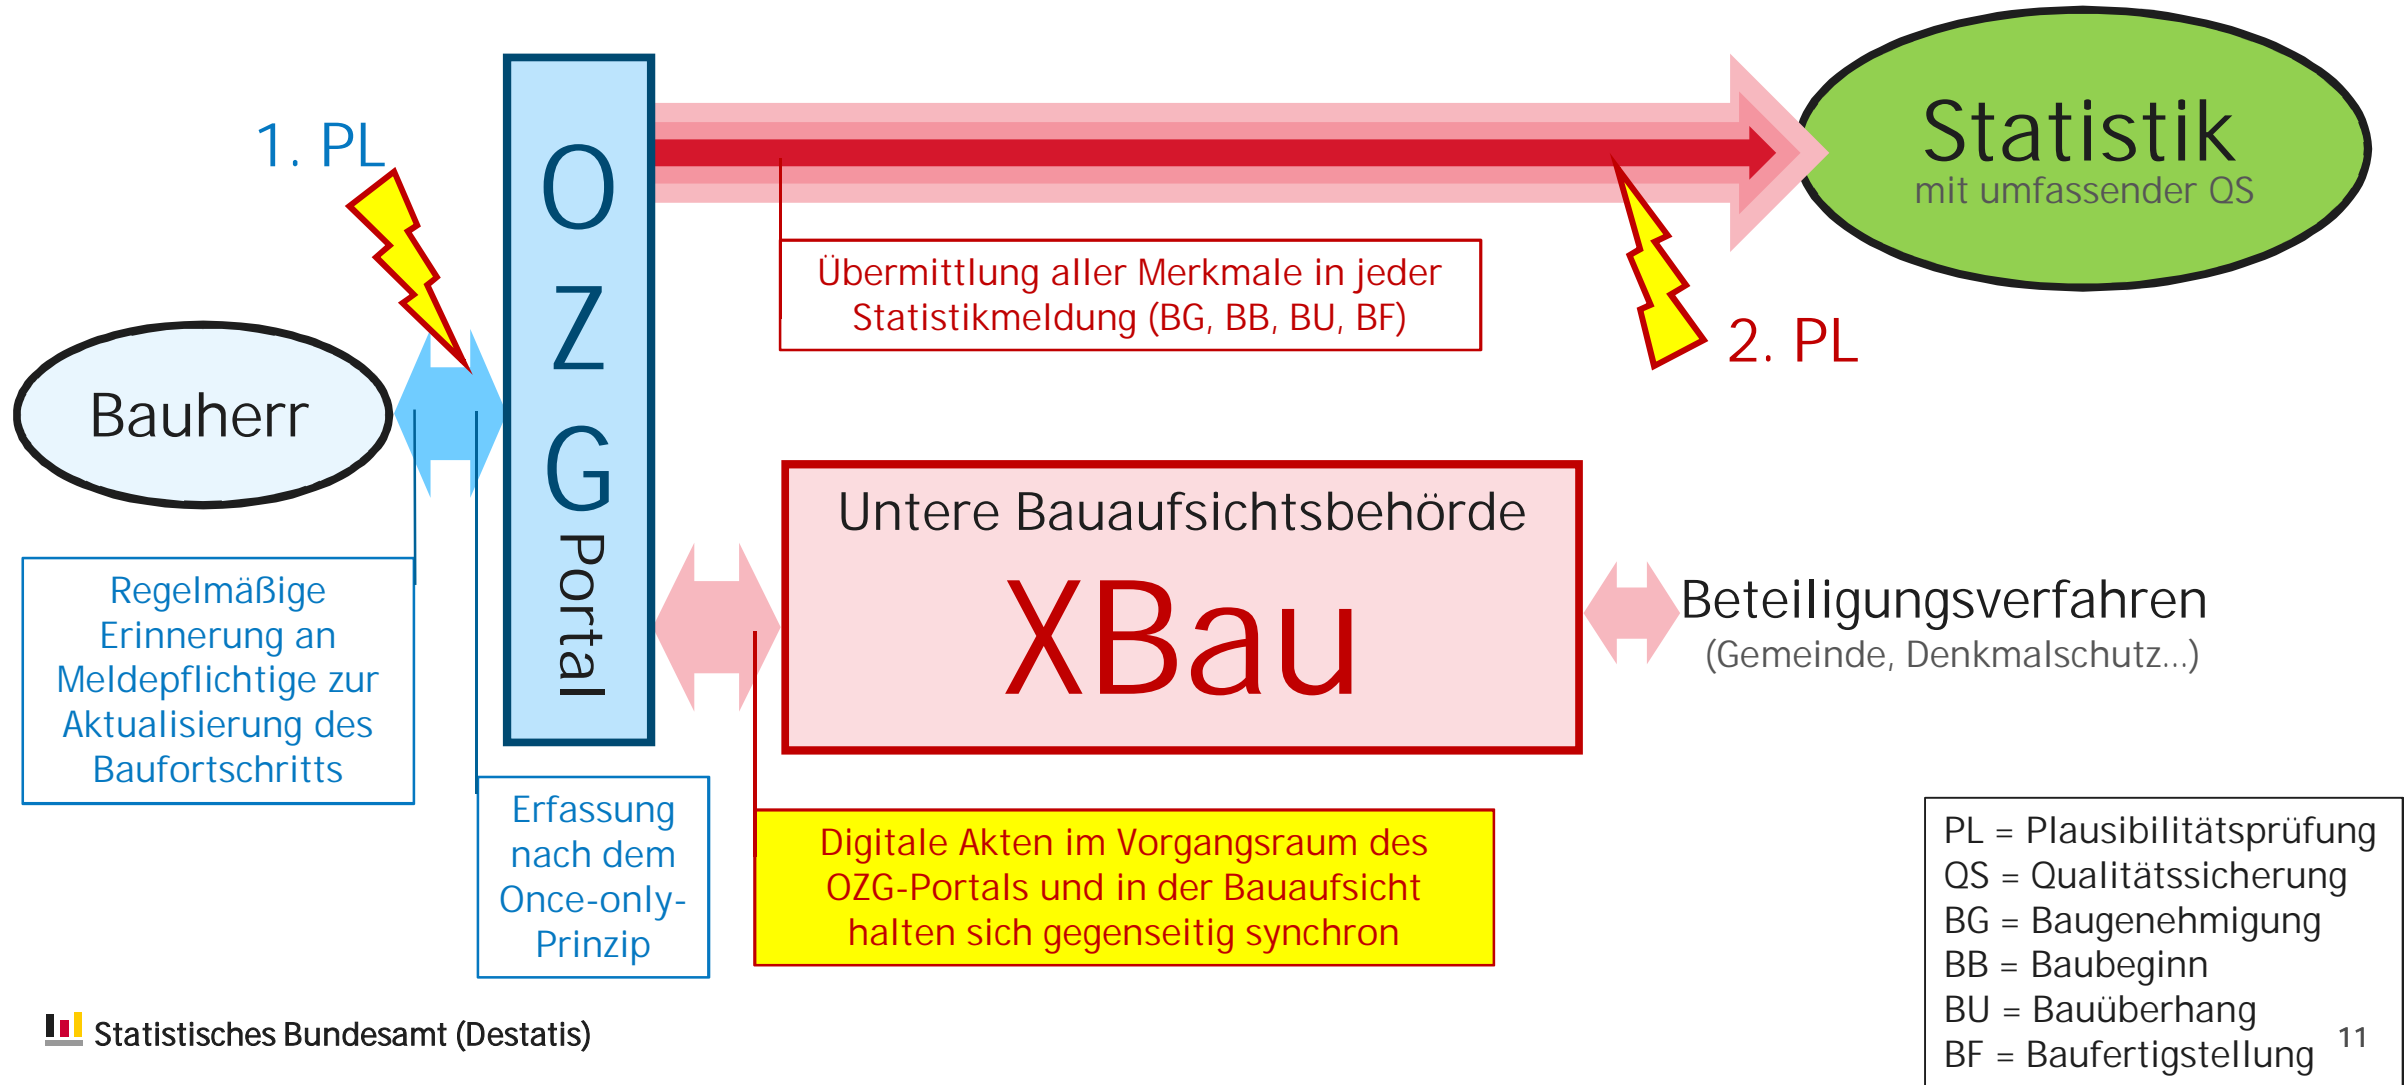 1. PL
O
Z
G
Portal
Statistik
mit umfassender QS
Übermittlung aller Merkmale in jeder
Statistikmeldung (BG, BB, BU, BF)
2. PL
Bauherr
Untere Bauaufsichtsbehörde
XBau
Beteiligungsverfahren
(Gemeinde, Denkmalschutz...)
Regelmäßige
Erinnerung an
Meldepflichtige zur
Aktualisierung des
Baufortschritts
Erfassung
nach dem
Once-only-
Prinzip
Digitale Akten im Vorgangsraum des
OZG-Portals und in der Bauaufsicht
halten sich gegenseitig synchron
PL = Plausibilitätsprüfung
QS = Qualitätssicherung
BG = Baugenehmigung
BB = Baubeginn
BU = Bauüberhang
BF = Baufertigstellung
Statistisches Bundesamt (Destatis)
11